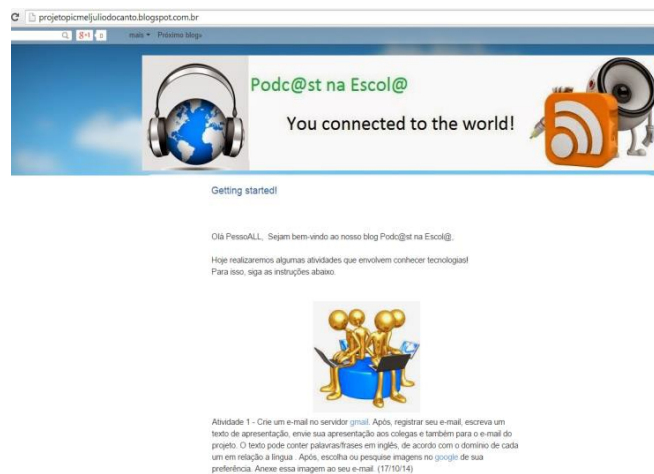 projetopicmeljuliodocanto.blogspot.com.br
g+1 0 mais Próximo blog»
Podc@st na Escol@
You connected to the world!
Getting started!
Olá PessoALL, Sejam bem-vindo ao nosso blog Podc@st na Escol@,
Hoje realizaremos algumas atividades que envolvem conhecer tecnologias!
Para isso, siga as instruções abaixo.
Atividade 1 - Crie um e-mail no servidor gmail. Após, registrar seu e-mail, escreva um
texto de apresentação, envie sua apresentação aos colegas e também para o e-mail do
projeto. O texto pode conter palavras/frases em inglês, de acordo com o domínio de cada
um em relação a língua . Após, escolha ou pesquise imagens no google de sua
preferência. Anexe essa imagem ao seu e-mail. (17/10/14)